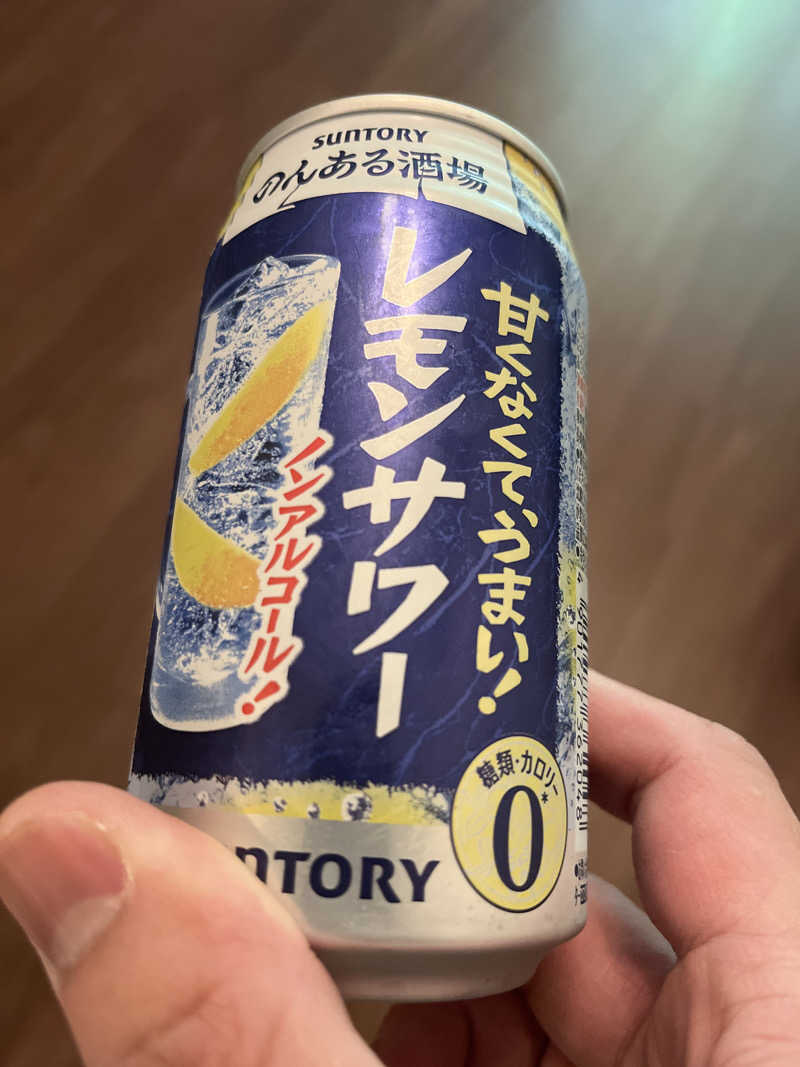 SUNTORY
のんある酒場
レモンサワー
甘くなくて、うまい!
ノンアルコール!
糖類・カロリー
0*
NTORY